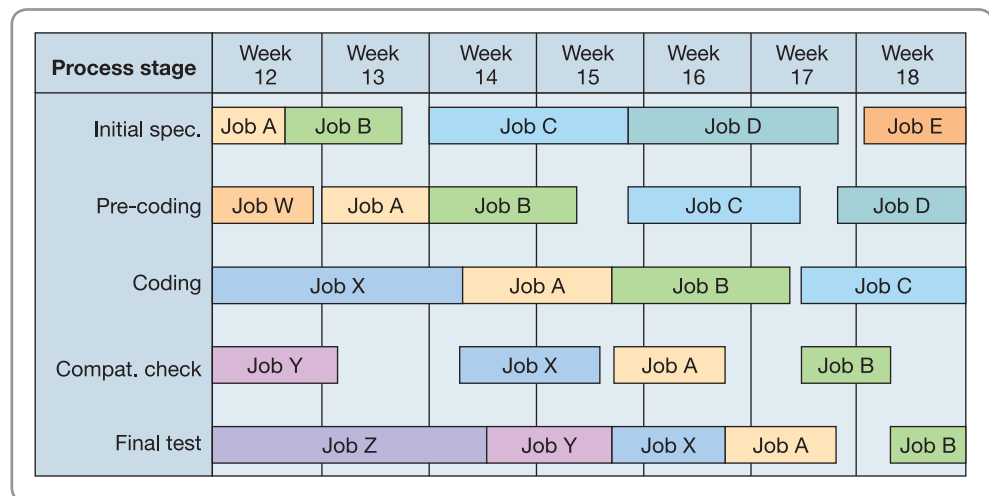 Process stage
Week 12
Week 13
Week 14
Week 15
Week 16
Week 17
Week 18
Initial spec.
Job A
Job B
Job C
Job D
Job E
Pre-coding
Job W
Job A
Job B
Job C
Job D
Coding
Job X
Job A
Job B
Job C
Compat. check
Job Y
Job X
Job A
Job B
Final test
Job Z
Job Y
Job X
Job A
Job B